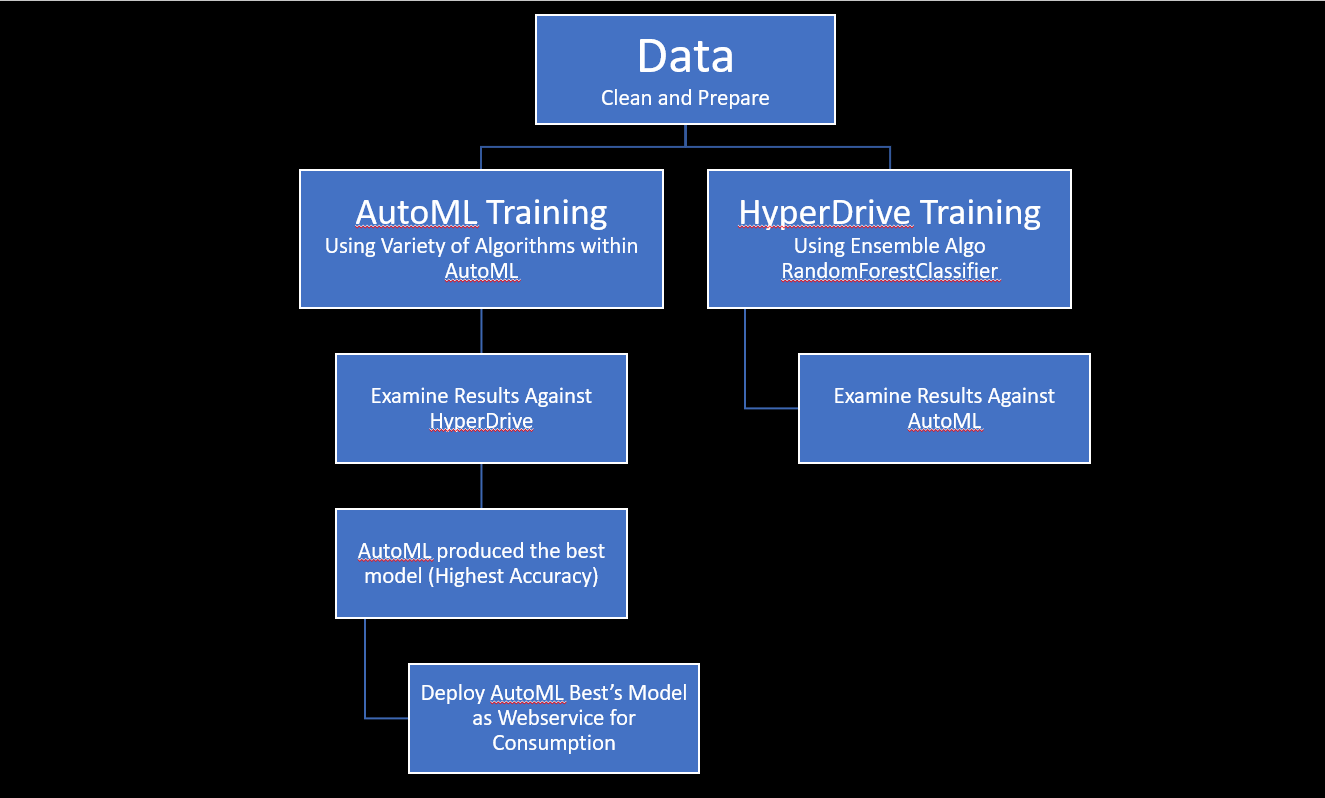 Data
Clean and Prepare
AutoML Training
Using Variety of Algorithms within
AutoML
HyperDrive Training
Using Ensemble Algo
RandomForestClassifier
Examine Results Against
HyperDrive
Examine Results Against
AutoML
AutoML produced the best
model (Highest Accuracy)
Deploy AutoML Best’s Model
as Webservice for
Consumption